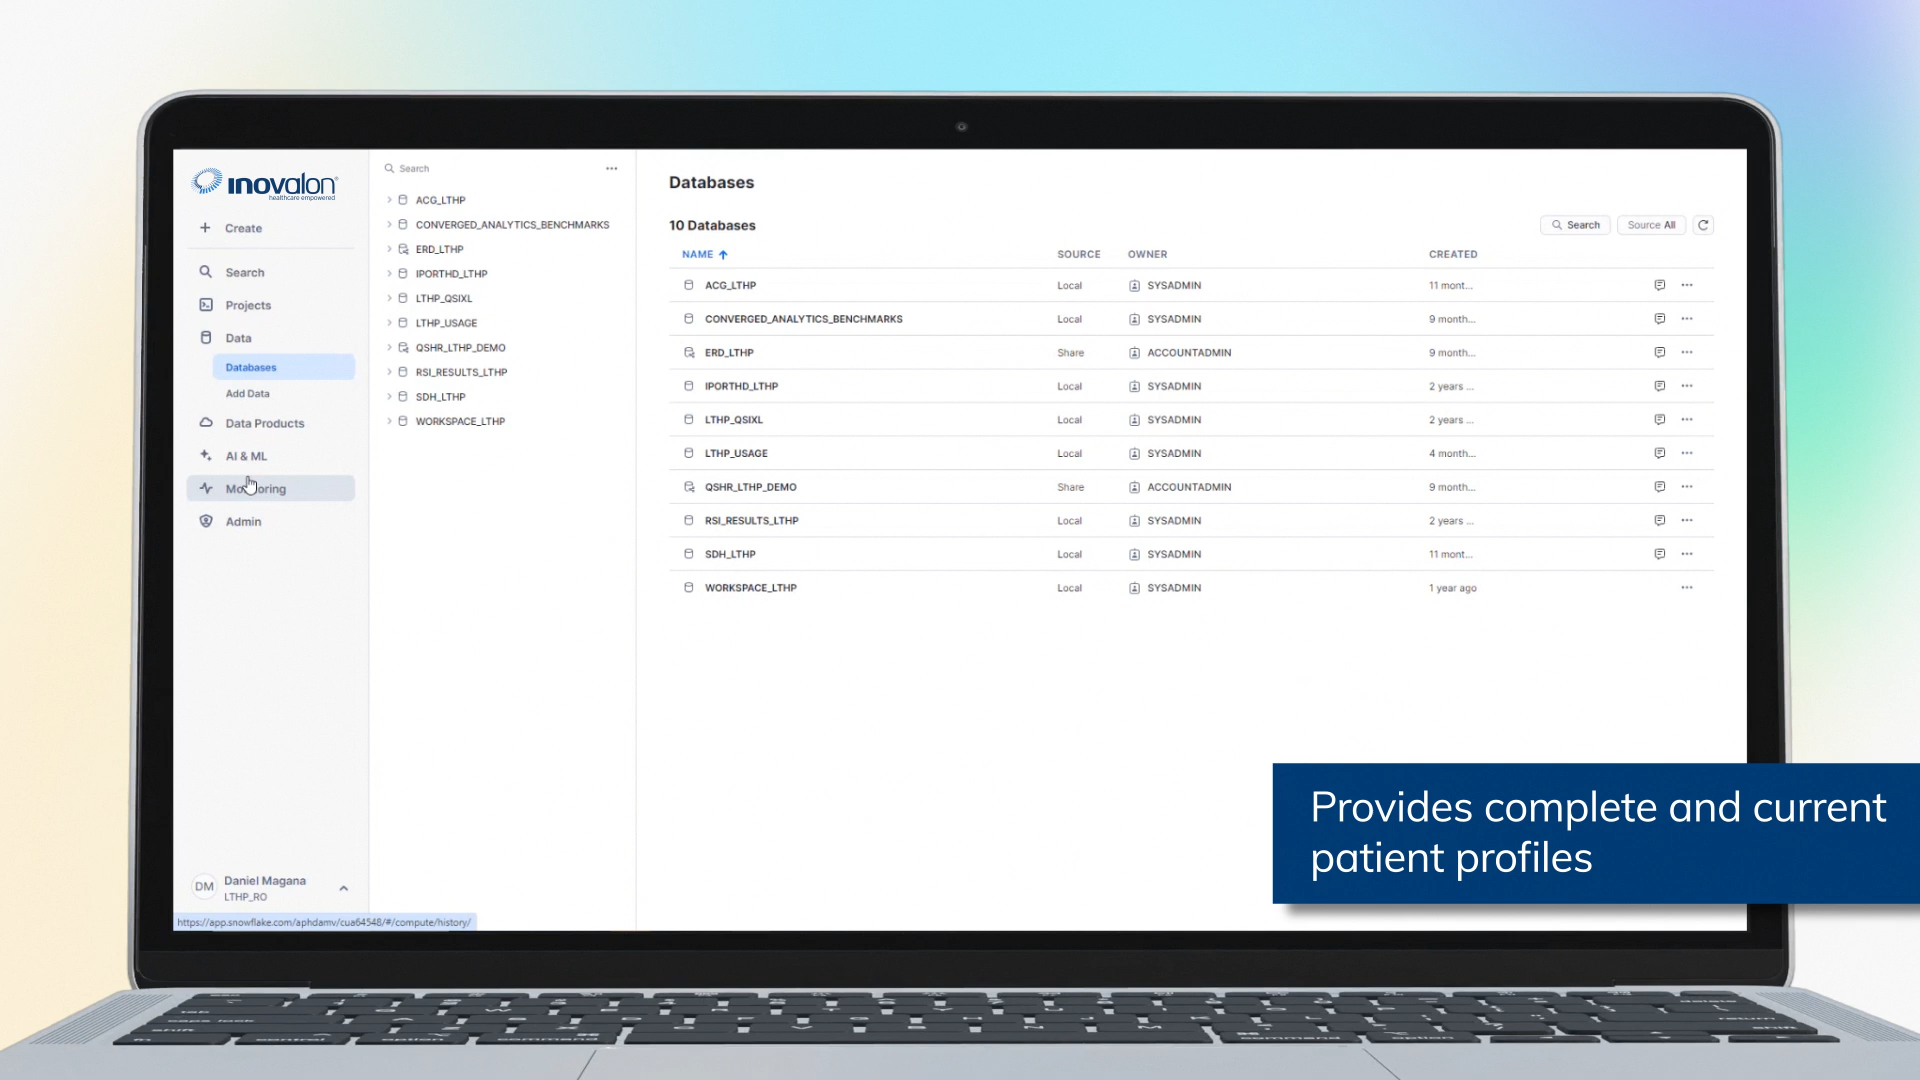 inovalon®
healthcare empowered
Create
Search
Projects
Data
Databases
Add Data
Data Products
AI & ML
Admin
DM
Daniel Magana
LTHP_RO
https://app.snowflake.com/aphdamv/cua64548/#/compute/history/
Search
ACG_LTHP
CONVERGED_ANALYTICS_BENCHMARKS
ERD_LTHP
IPORTHD_LTHP
LTHP_QSIXL
LTHP_USAGE
QSHR_LTHP_DEMO
RSI_RESULTS_LTHP
SDH_LTHP
WORKSPACE_LTHP
Databases
10 Databases
Search
Source All
NAME SOURCE OWNER CREATED
ACG_LTHP Local SYSADMIN 11 mont...
CONVERGED_ANALYTICS_BENCHMARKS Local SYSADMIN 9 month...
ERD_LTHP Share ACCOUNTADMIN 9 month...
IPORTHD_LTHP Local SYSADMIN 2 years ...
LTHP_QSIXL Local SYSADMIN 2 years ...
LTHP_USAGE Local SYSADMIN 4 month...
QSHR_LTHP_DEMO Share ACCOUNTADMIN 9 month...
RSI_RESULTS_LTHP Local SYSADMIN 2 years ...
SDH_LTHP Local SYSADMIN 11 mont...
WORKSPACE_LTHP Local SYSADMIN 1 year ago
Provides complete and current
patient profiles